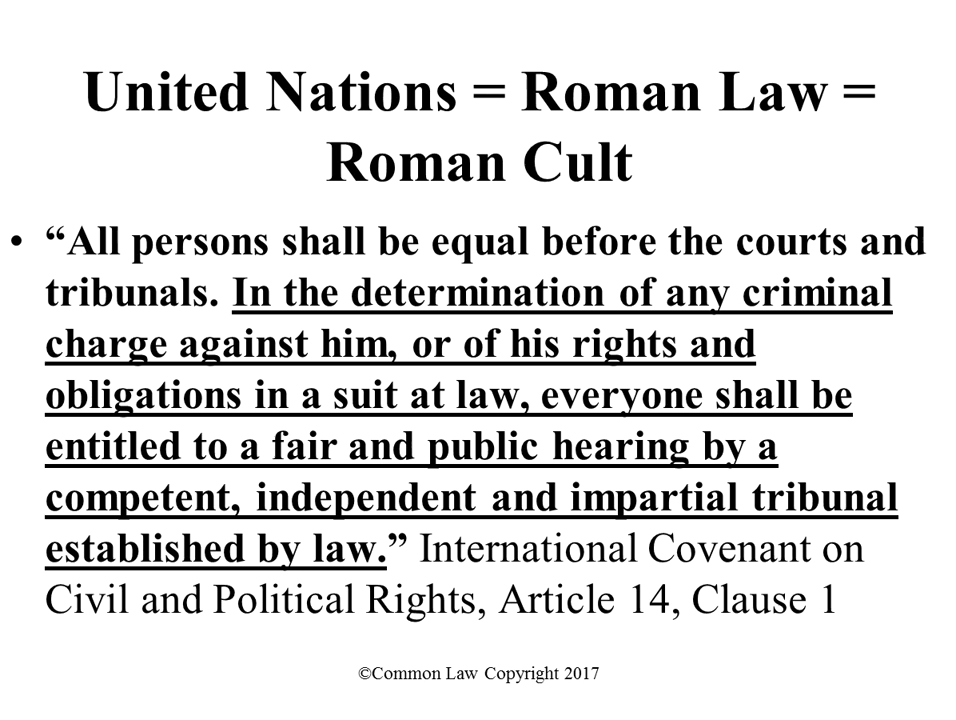 United Nations = Roman Law =
Roman Cult
• “All persons shall be equal before the courts and
tribunals. In the determination of any criminal
charge against him, or of his rights and
obligations in a suit at law, everyone shall be
entitled to a fair and public hearing by a
competent, independent and impartial tribunal
established by law.” International Covenant on
Civil and Political Rights, Article 14, Clause 1
©Common Law Copyright 2017